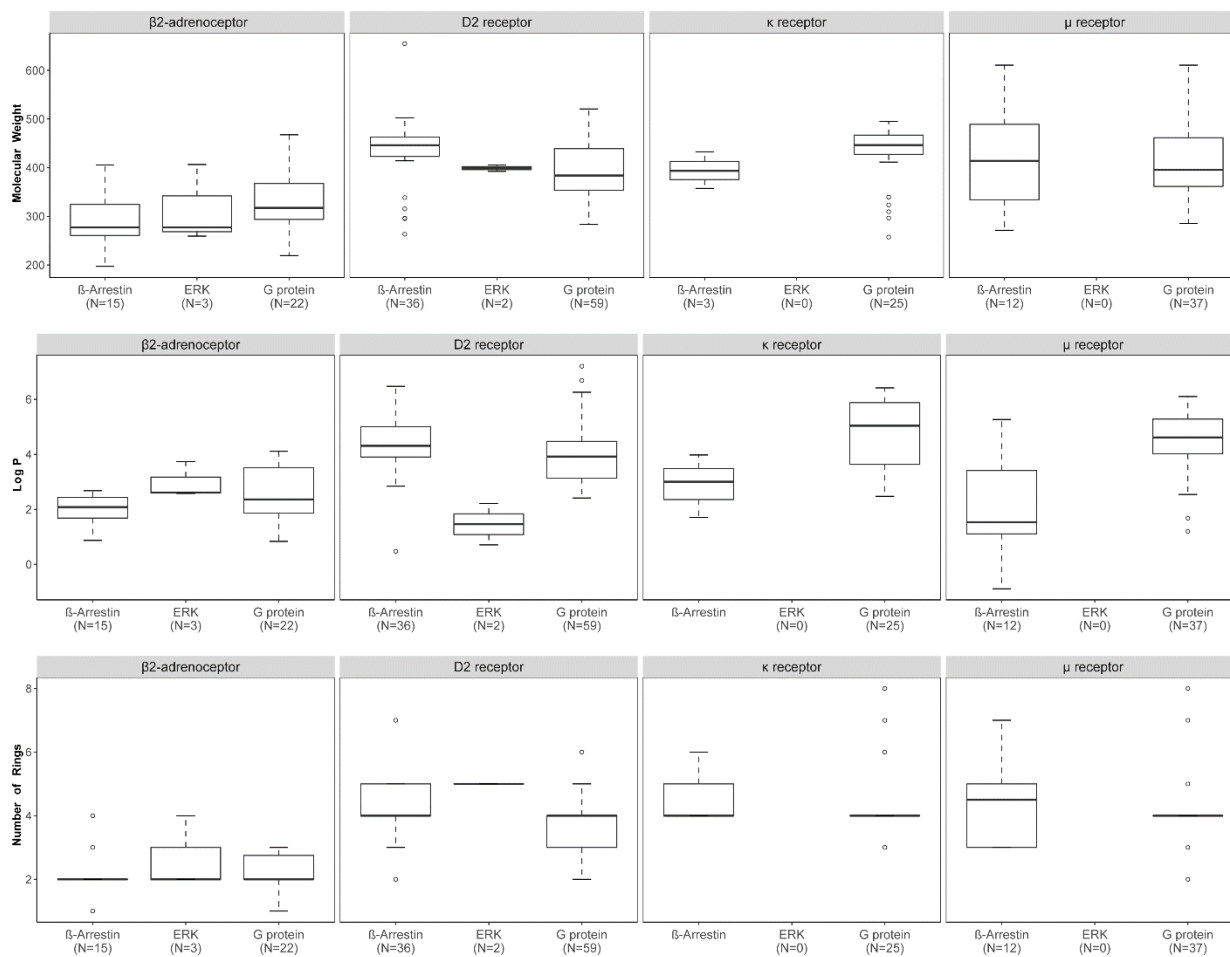 β2-adrenoceptor D2 receptor κ receptor μ receptor
Molecular Weight
600
500
400
300
200
ß-Arrestin ERK G protein ß-Arrestin ERK G protein ß-Arrestin ERK G protein ß-Arrestin ERK G protein
(N=15) (N=3) (N=22) (N=36) (N=2) (N=59) (N=3) (N=0) (N=25) (N=12) (N=0) (N=37)
β2-adrenoceptor D2 receptor κ receptor μ receptor
Log P
6
4
2
0
ß-Arrestin ERK G protein ß-Arrestin ERK G protein ß-Arrestin ERK G protein ß-Arrestin ERK G protein
(N=15) (N=3) (N=22) (N=36) (N=2) (N=59) (N=0) (N=25) (N=12) (N=0) (N=37)
β2-adrenoceptor D2 receptor κ receptor μ receptor
Number of Rings
8
6
4
2
ß-Arrestin ERK G protein ß-Arrestin ERK G protein ß-Arrestin ERK G protein ß-Arrestin ERK G protein
(N=15) (N=3) (N=22) (N=36) (N=2) (N=59) (N=0) (N=25) (N=12) (N=0) (N=37)